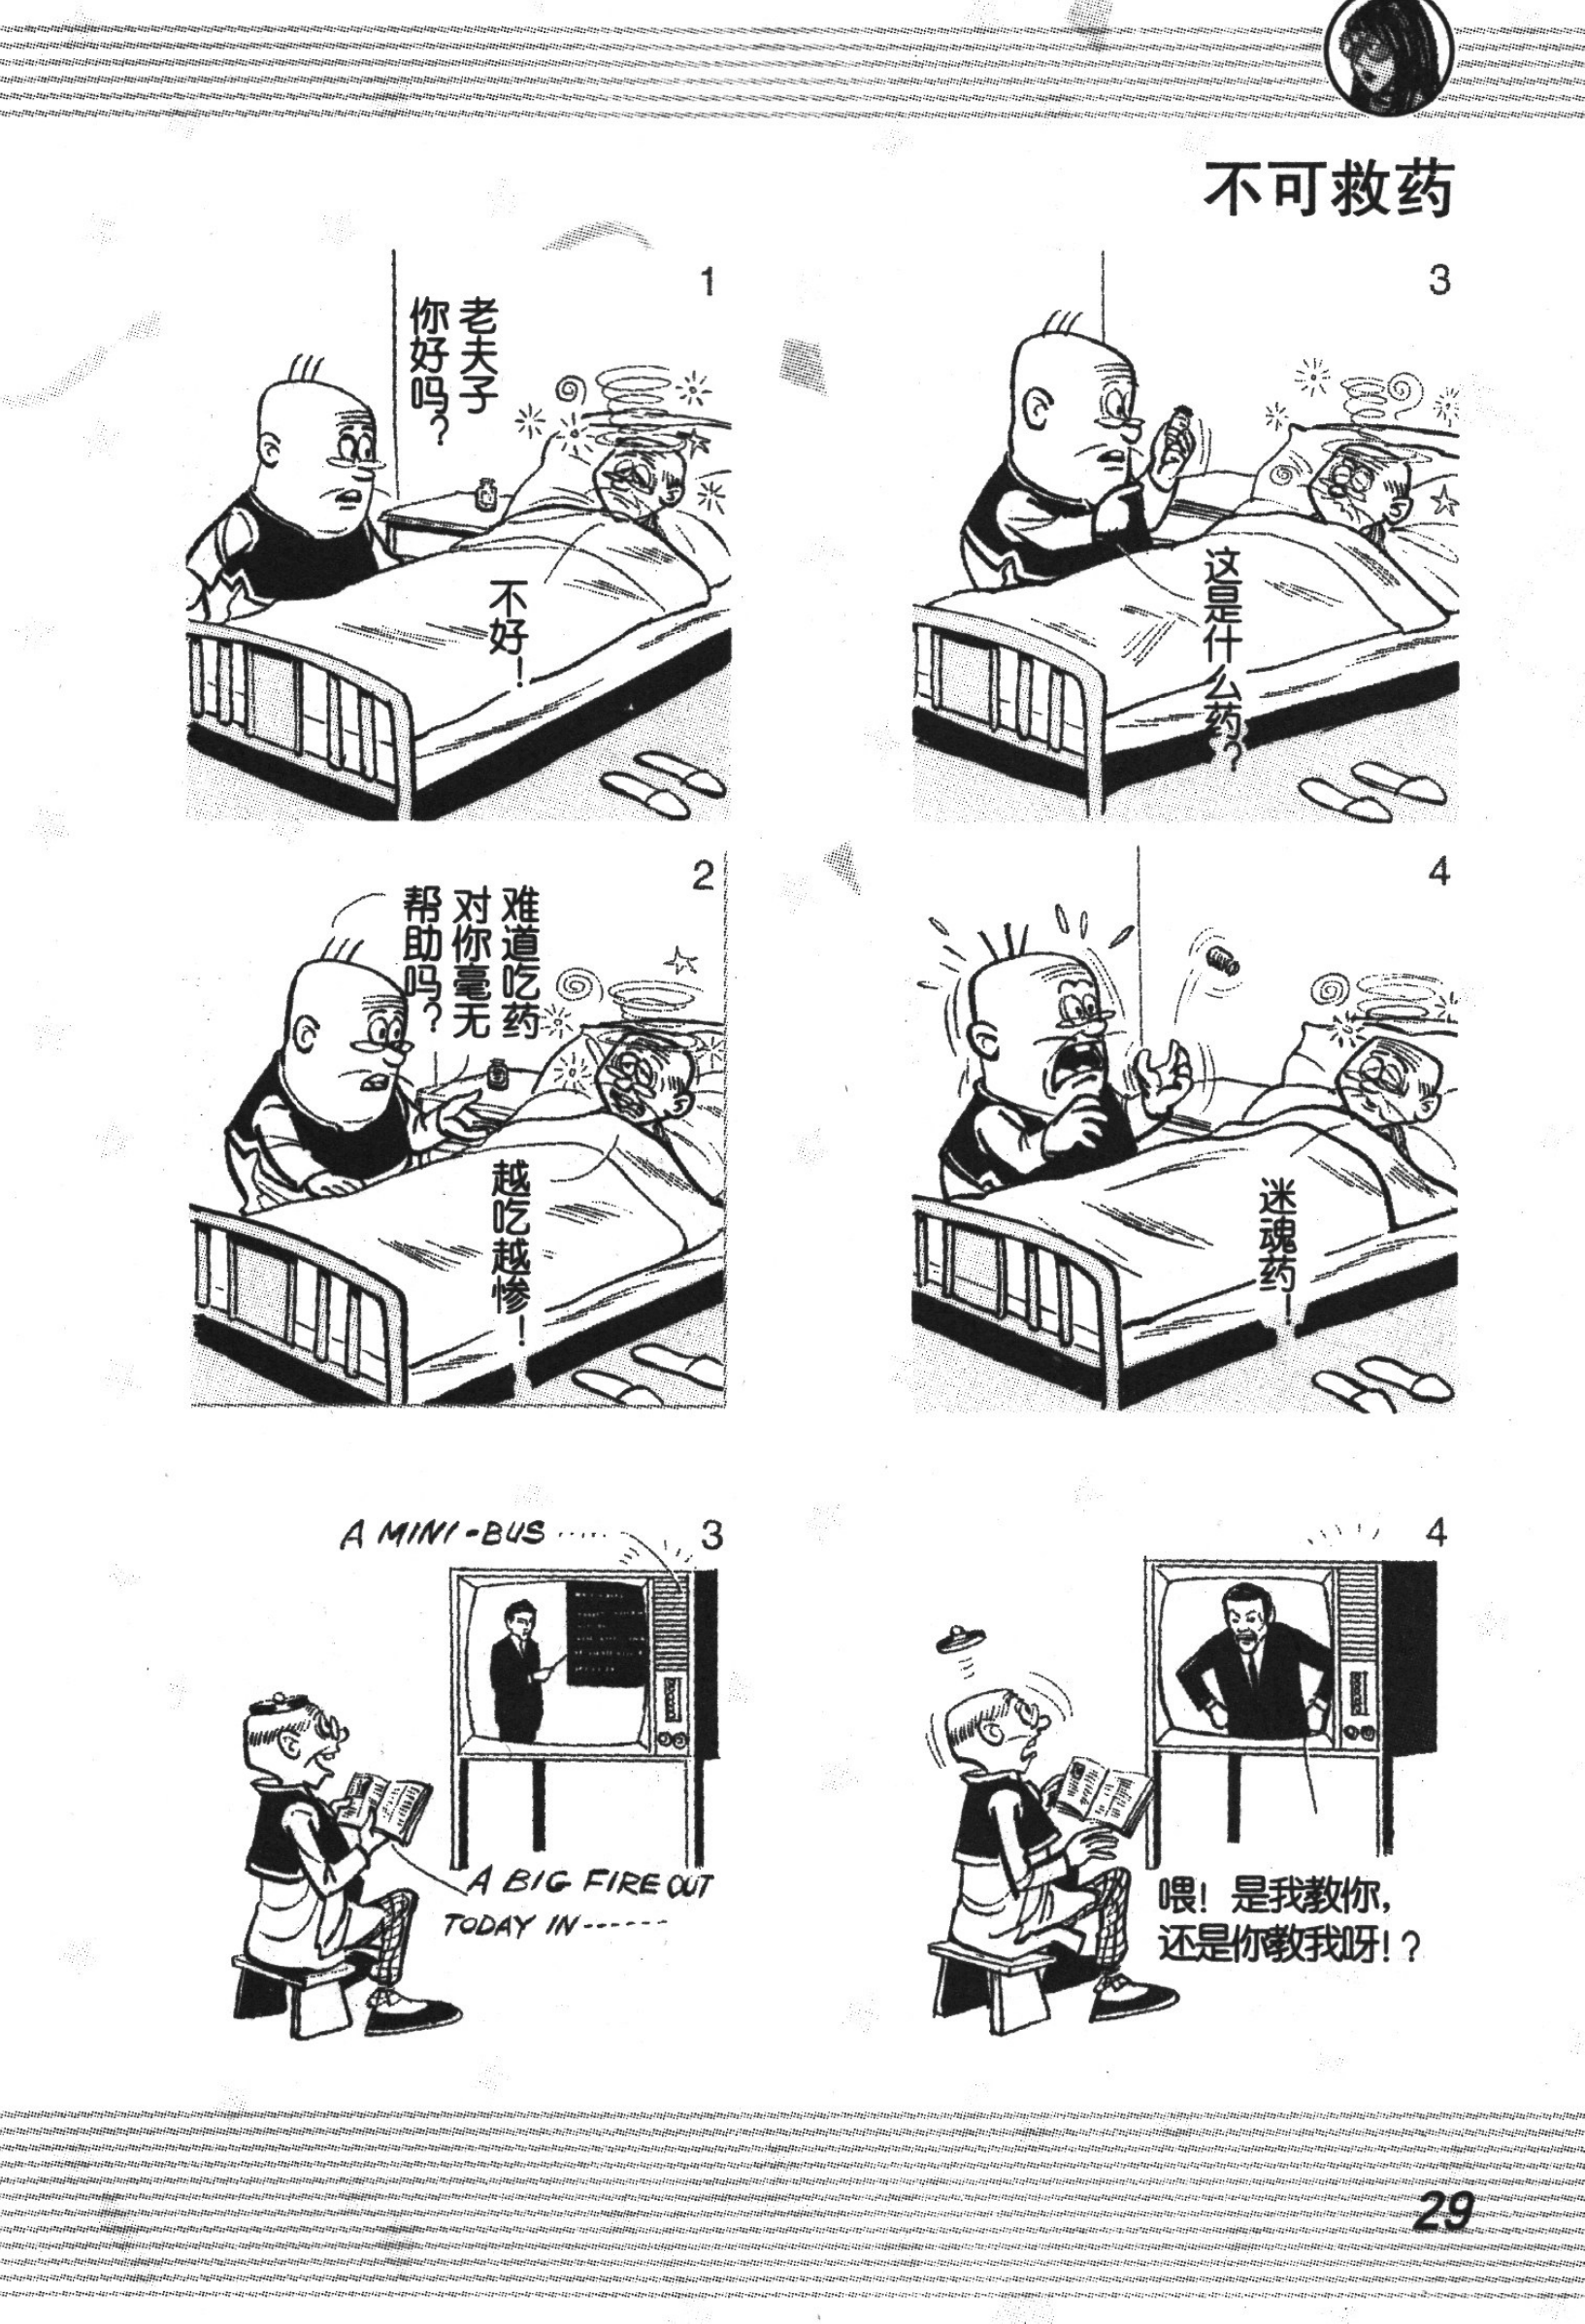 不可救药
1
老夫子
你好吗？
不好！
2
难道吃药
对你毫无
帮助吗？
越吃越惨！
3
这是什么药？
4
迷魂药！
3
A MINI-BUS ......
A BIG FIRE OUT
TODAY IN ------
4
喂！是我教你，
还是你教我呀！？
29